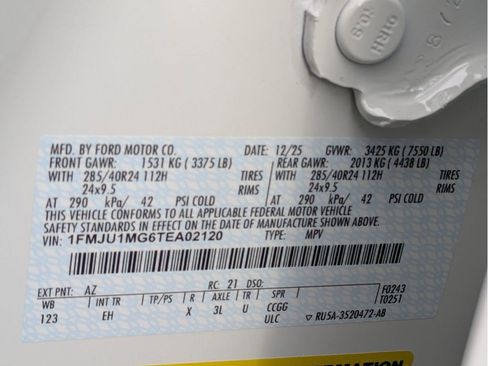 MFD. BY FORD MOTOR CO. DATE: 12/25 GVWR: 3425 KG ( 7550 LB)
FRONT GAWR: 1531 KG ( 3375 LB) REAR GAWR: 2013 KG ( 4438 LB)
WITH 285/40R24 112H TIRES WITH 285/40R24 112H TIRES
24x9.5 RIMS 24x9.5 RIMS
AT 290 kPa/ 42 PSI COLD AT 290 kPa/ 42 PSI COLD
THIS VEHICLE CONFORMS TO ALL APPLICABLE FEDERAL MOTOR VEHICLE
SAFETY STANDARDS IN EFFECT ON THE DATE OF MANUFACTURE SHOWN ABOVE.
VIN: 1FMJU1MG6TEA02120 TYPE: MPV
EXT PNT: AZ RC: 21 DSO: F0243
WB INT TR TP/PS R AXLE TR SPR T0251
123 EH X 3L U CCGG
ULC RU5A-3520472-AB